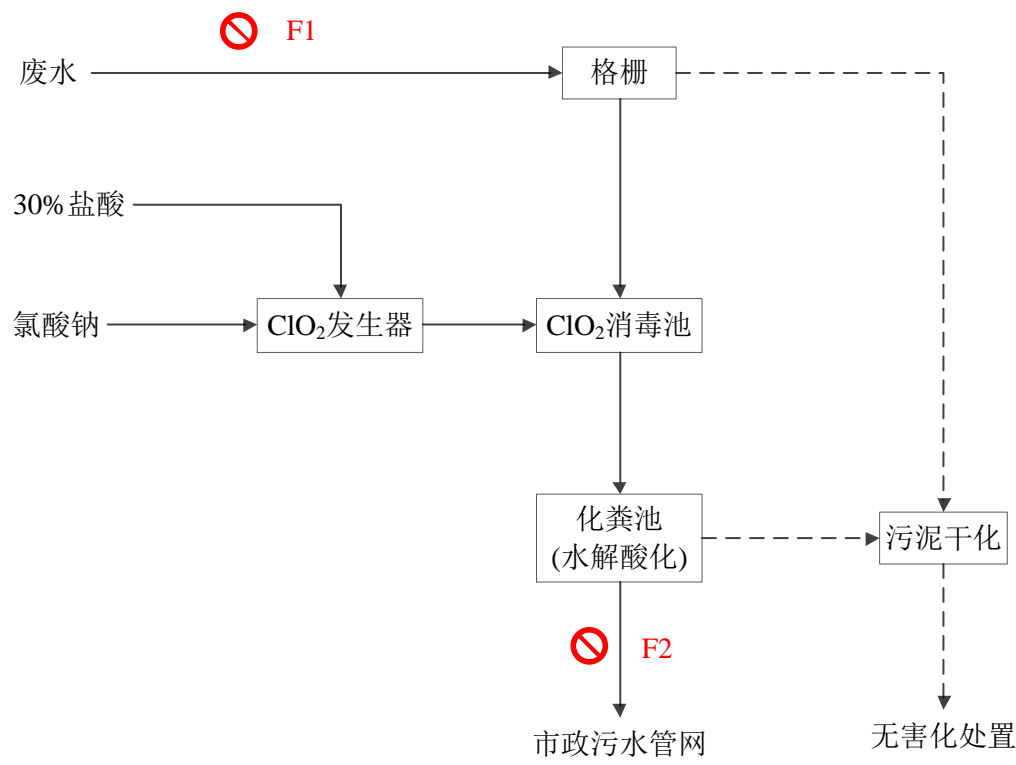 F1
废水
格栅
30%盐酸
氯酸钠
ClO₂发生器
ClO₂消毒池
化粪池
(水解酸化)
污泥干化
F2
市政污水管网
无害化处置